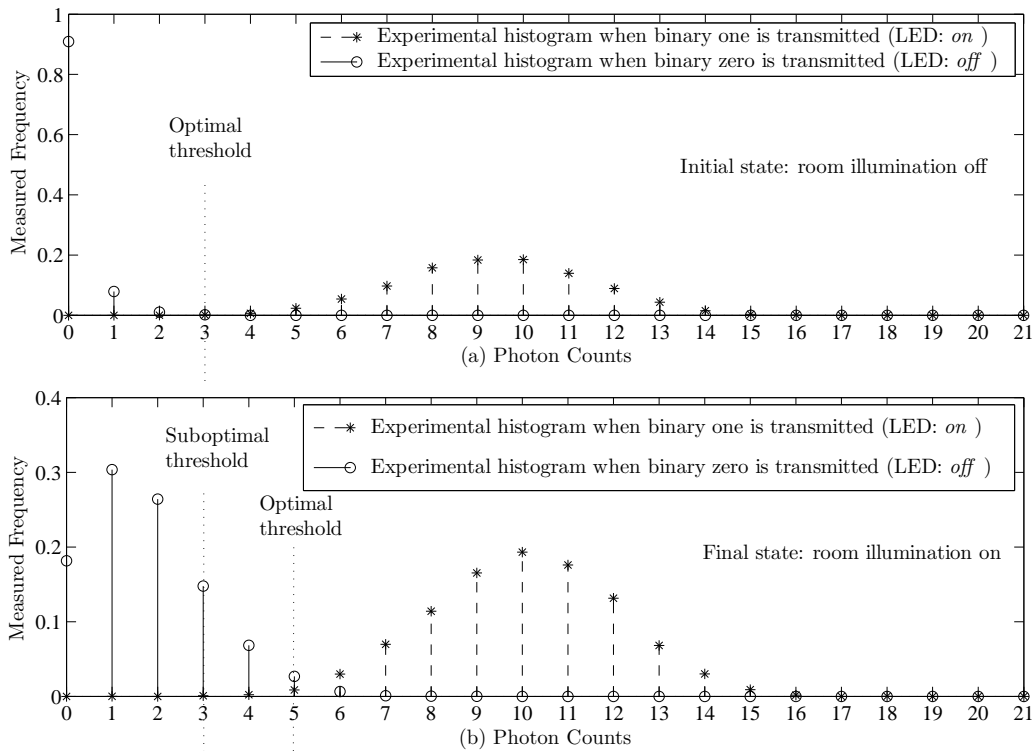 Experimental histogram when binary one is transmitted (LED: on )
Experimental histogram when binary zero is transmitted (LED: off )
1
0.8
0.6
0.4
0.2
0
Measured Frequency
Optimal
threshold
Initial state: room illumination off
0 1 2 3 4 5 6 7 8 9 10 11 12 13 14 15 16 17 18 19 20 21
(a) Photon Counts
Experimental histogram when binary one is transmitted (LED: on )
Experimental histogram when binary zero is transmitted (LED: off )
0.4
0.3
0.2
0.1
0
Measured Frequency
Suboptimal
threshold
Optimal
threshold
Final state: room illumination on
0 1 2 3 4 5 6 7 8 9 10 11 12 13 14 15 16 17 18 19 20 21
(b) Photon Counts